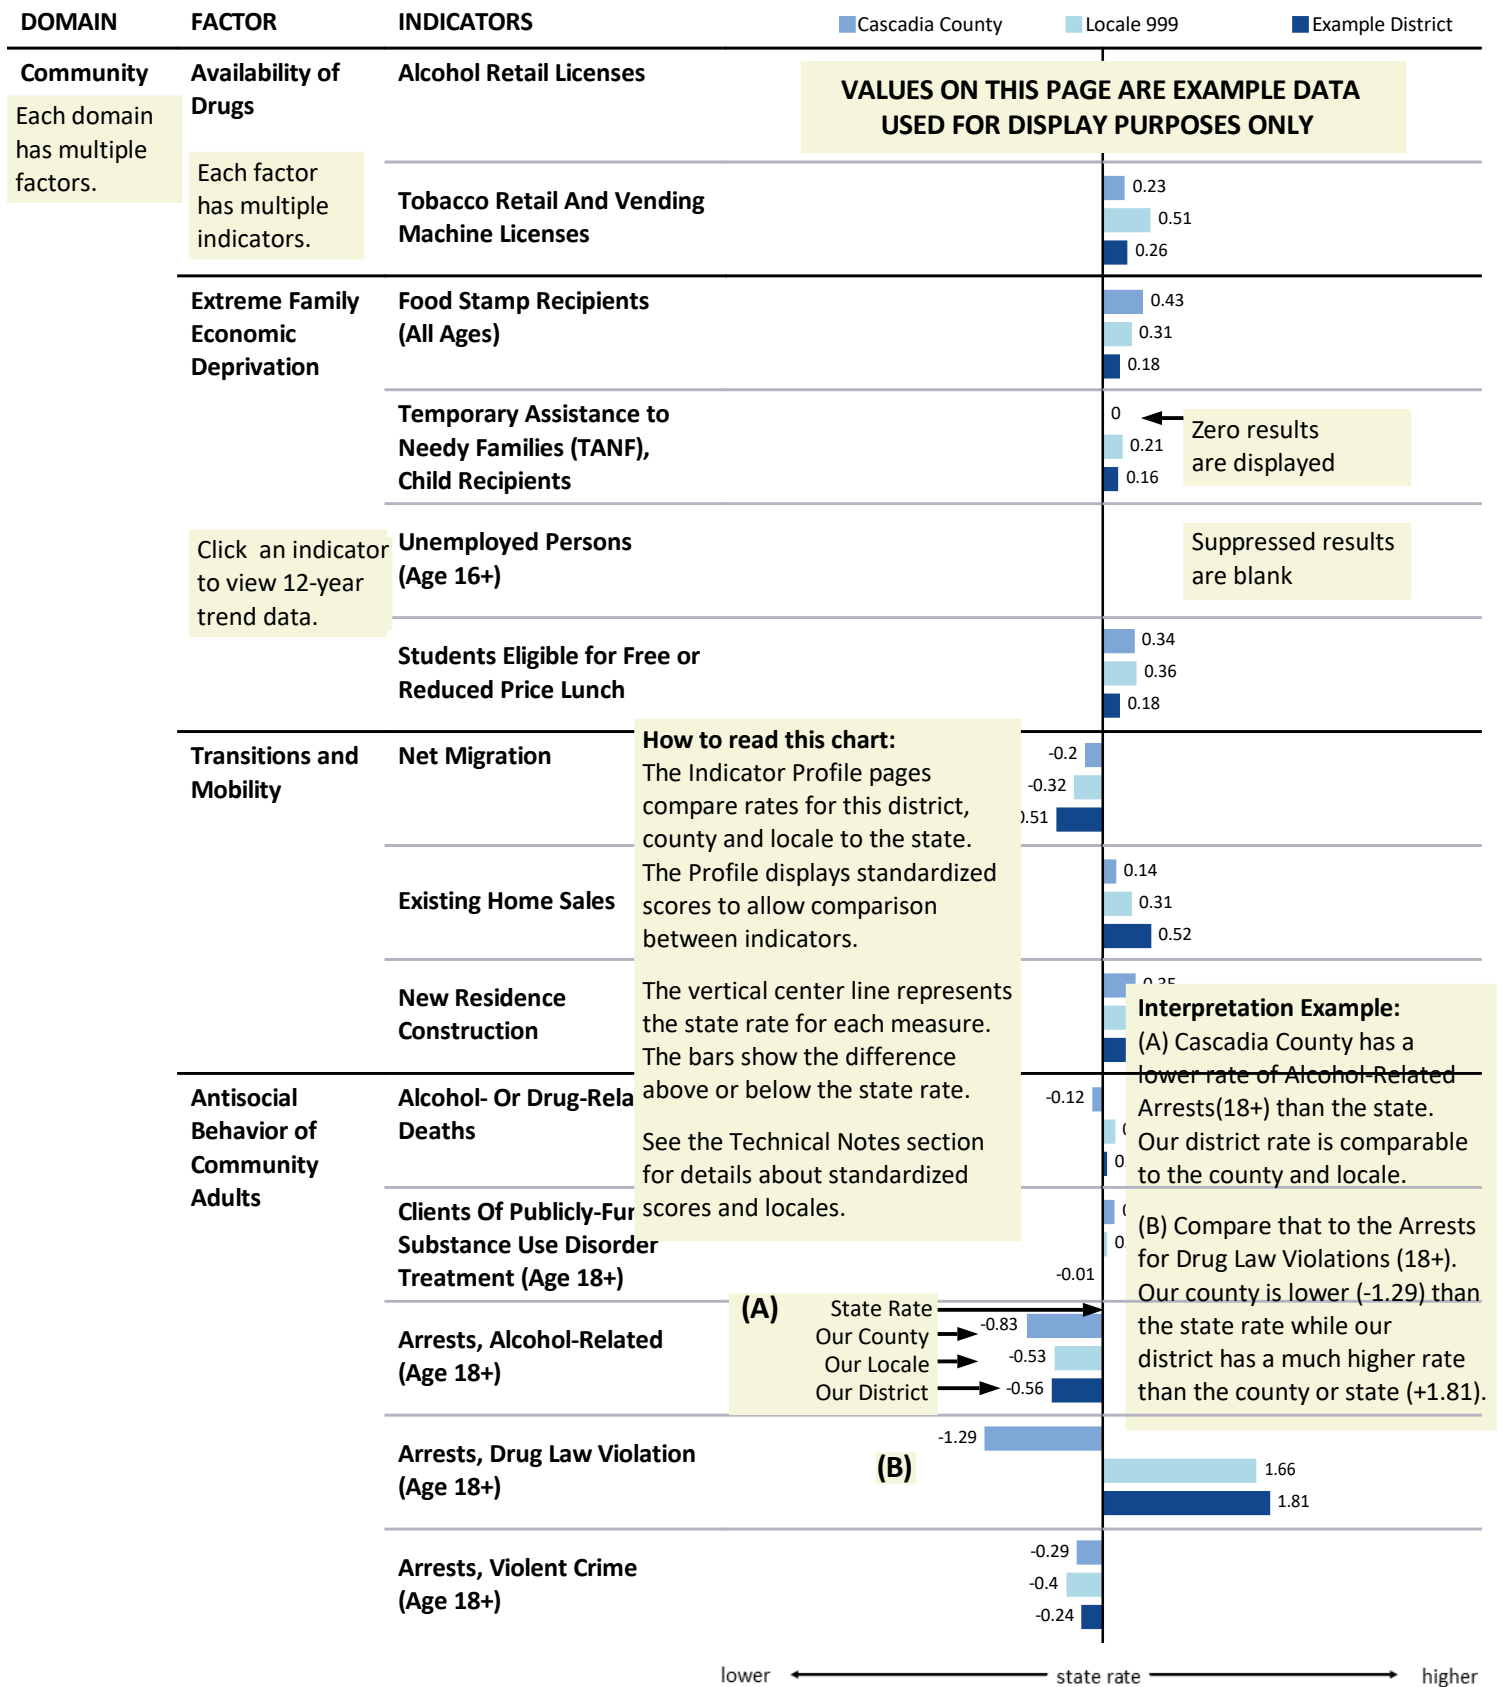 DOMAIN FACTOR INDICATORS Cascadia County Locale 999 Example District
Community
Each domain
has multiple
factors.
Availability of
Drugs
Each factor
has multiple
indicators.
Alcohol Retail Licenses
VALUES ON THIS PAGE ARE EXAMPLE DATA
USED FOR DISPLAY PURPOSES ONLY
Tobacco Retail And Vending
Machine Licenses
0.23
0.51
0.26
Extreme Family
Economic
Deprivation
Food Stamp Recipients
(All Ages)
0.43
0.31
0.18
Temporary Assistance to
Needy Families (TANF),
Child Recipients
0
0.21
0.16
Zero results
are displayed
Click an indicator
to view 12-year
trend data.
Unemployed Persons
(Age 16+)
Suppressed results
are blank
Students Eligible for Free or
Reduced Price Lunch
0.34
0.36
0.18
Transitions and
Mobility
Net Migration
-0.2
-0.32
.51
How to read this chart:
The Indicator Profile pages
compare rates for this district,
county and locale to the state.
The Profile displays standardized
scores to allow comparison
between indicators.
The vertical center line represents
the state rate for each measure.
The bars show the difference
above or below the state rate.
See the Technical Notes section
for details about standardized
scores and locales.
Existing Home Sales
0.14
0.31
0.52
New Residence
Construction
Interpretation Example:
(A) Cascadia County has a
lower rate of Alcohol-Related
Arrests(18+) than the state.
Our district rate is comparable
to the county and locale.
(B) Compare that to the Arrests
for Drug Law Violations (18+).
Our county is lower (-1.29) than
the state rate while our
district has a much higher rate
than the county or state (+1.81).
Antisocial
Behavior of
Community
Adults
Alcohol- Or Drug-Rela
Deaths
-0.12
0.
Clients Of Publicly-Fun
Substance Use Disorder
Treatment (Age 18+)
0.
-0.01
Arrests, Alcohol-Related
(Age 18+)
(A) State Rate
Our County
Our Locale
Our District
-0.83
-0.53
-0.56
Arrests, Drug Law Violation
(Age 18+)
(B)
-1.29
1.66
1.81
Arrests, Violent Crime
(Age 18+)
-0.29
-0.4
-0.24
lower state rate higher